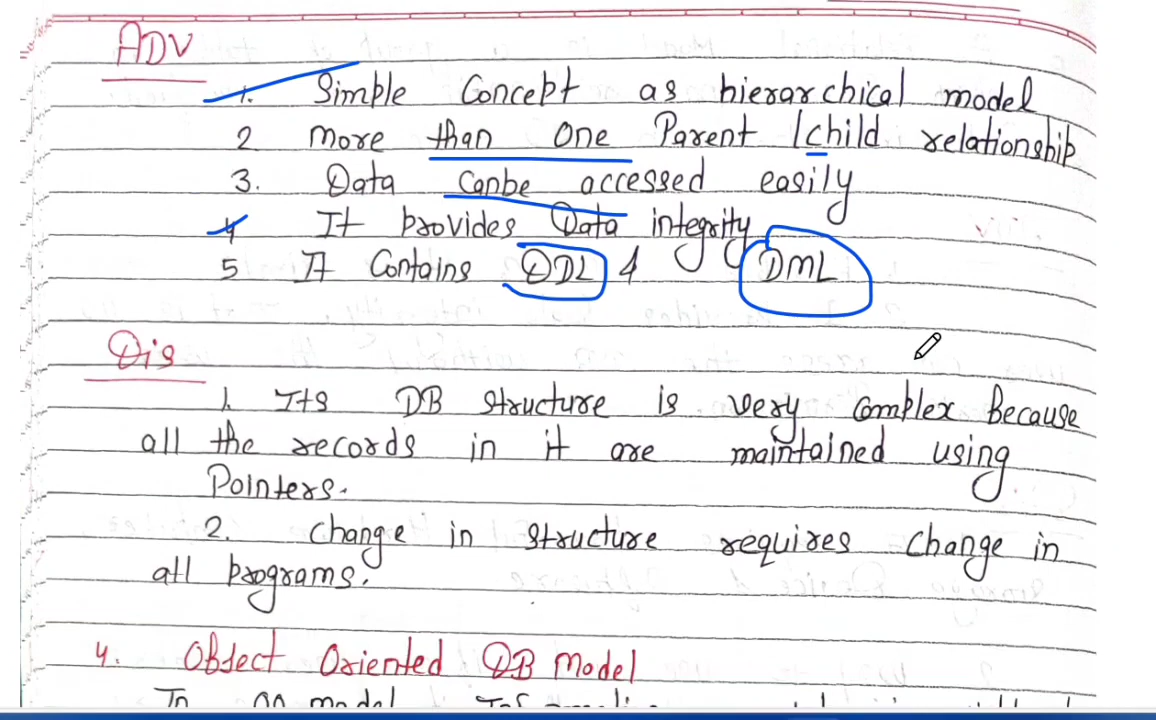 ADV
1. Simple Concept as hierarchical model
2 more than one Parent / child relationship
3. Data canbe accessed easily
4 It provides Data integrity
5 It Contains DDL & DML
Dis
1. Its DB structure is very complex Because
all the records in it are maintained using
Pointers.
2. change in structure requires change in
all programs.
4. Object Oriented DB Model
In OO model